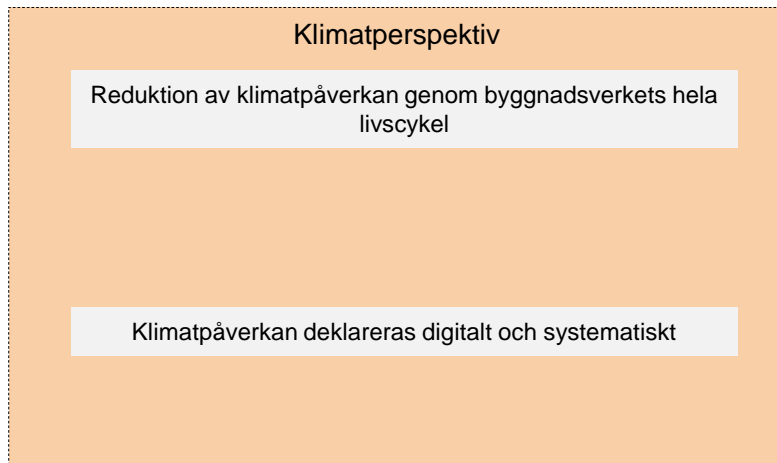 Klimatperspektiv
Reduktion av klimatpåverkan genom byggnadsverkets hela
livscykel
Klimatpåverkan deklareras digitalt och systematiskt